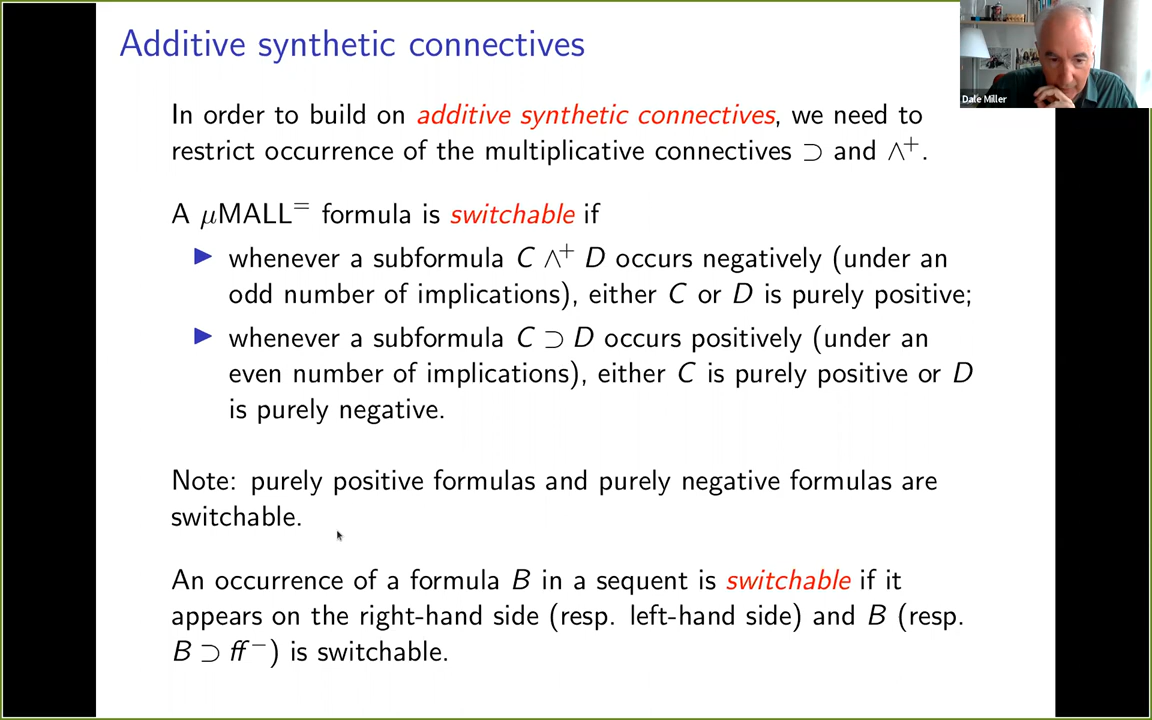 Additive synthetic connectives
Dale Miller
In order to build on additive synthetic connectives, we need to
restrict occurrence of the multiplicative connectives ⊃ and ∧⁺.
A μMALL⁼ formula is switchable if
▶ whenever a subformula C ∧⁺ D occurs negatively (under an
odd number of implications), either C or D is purely positive;
▶ whenever a subformula C ⊃ D occurs positively (under an
even number of implications), either C is purely positive or D
is purely negative.
Note: purely positive formulas and purely negative formulas are
switchable.
An occurrence of a formula B in a sequent is switchable if it
appears on the right-hand side (resp. left-hand side) and B (resp.
B ⊃ ff⁻) is switchable.